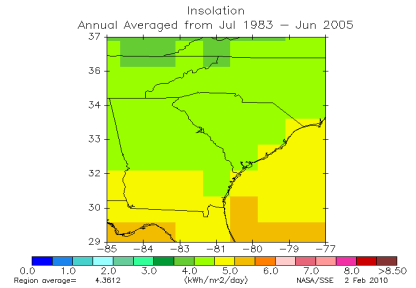 Insolation
Annual Averaged from Jul 1983 – Jun 2005
37
36
34
33
32
30
29
-85 -84 -83 -81 -80 -78 -77
0.0 1.0 2.0 3.0 4.0 5.0 6.0 7.0 8.0 >8.50
Region average= 4.3612 (kWh/m^2/day) NASA/SSE 2 Feb 2010